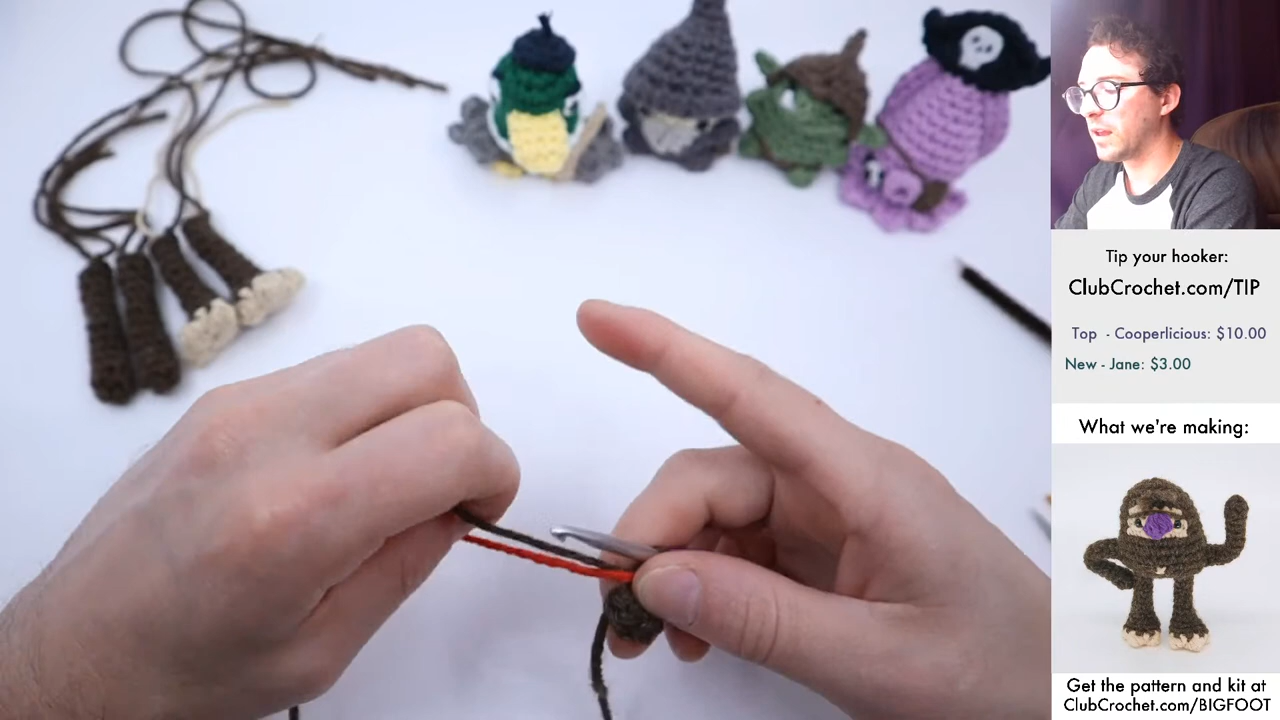 Tip your hooker:
ClubCrochet.com/TIP
Top - Cooperlicious: $10.00
New - Jane: $3.00
What we're making:
Get the pattern and kit at
ClubCrochet.com/BIGFOOT